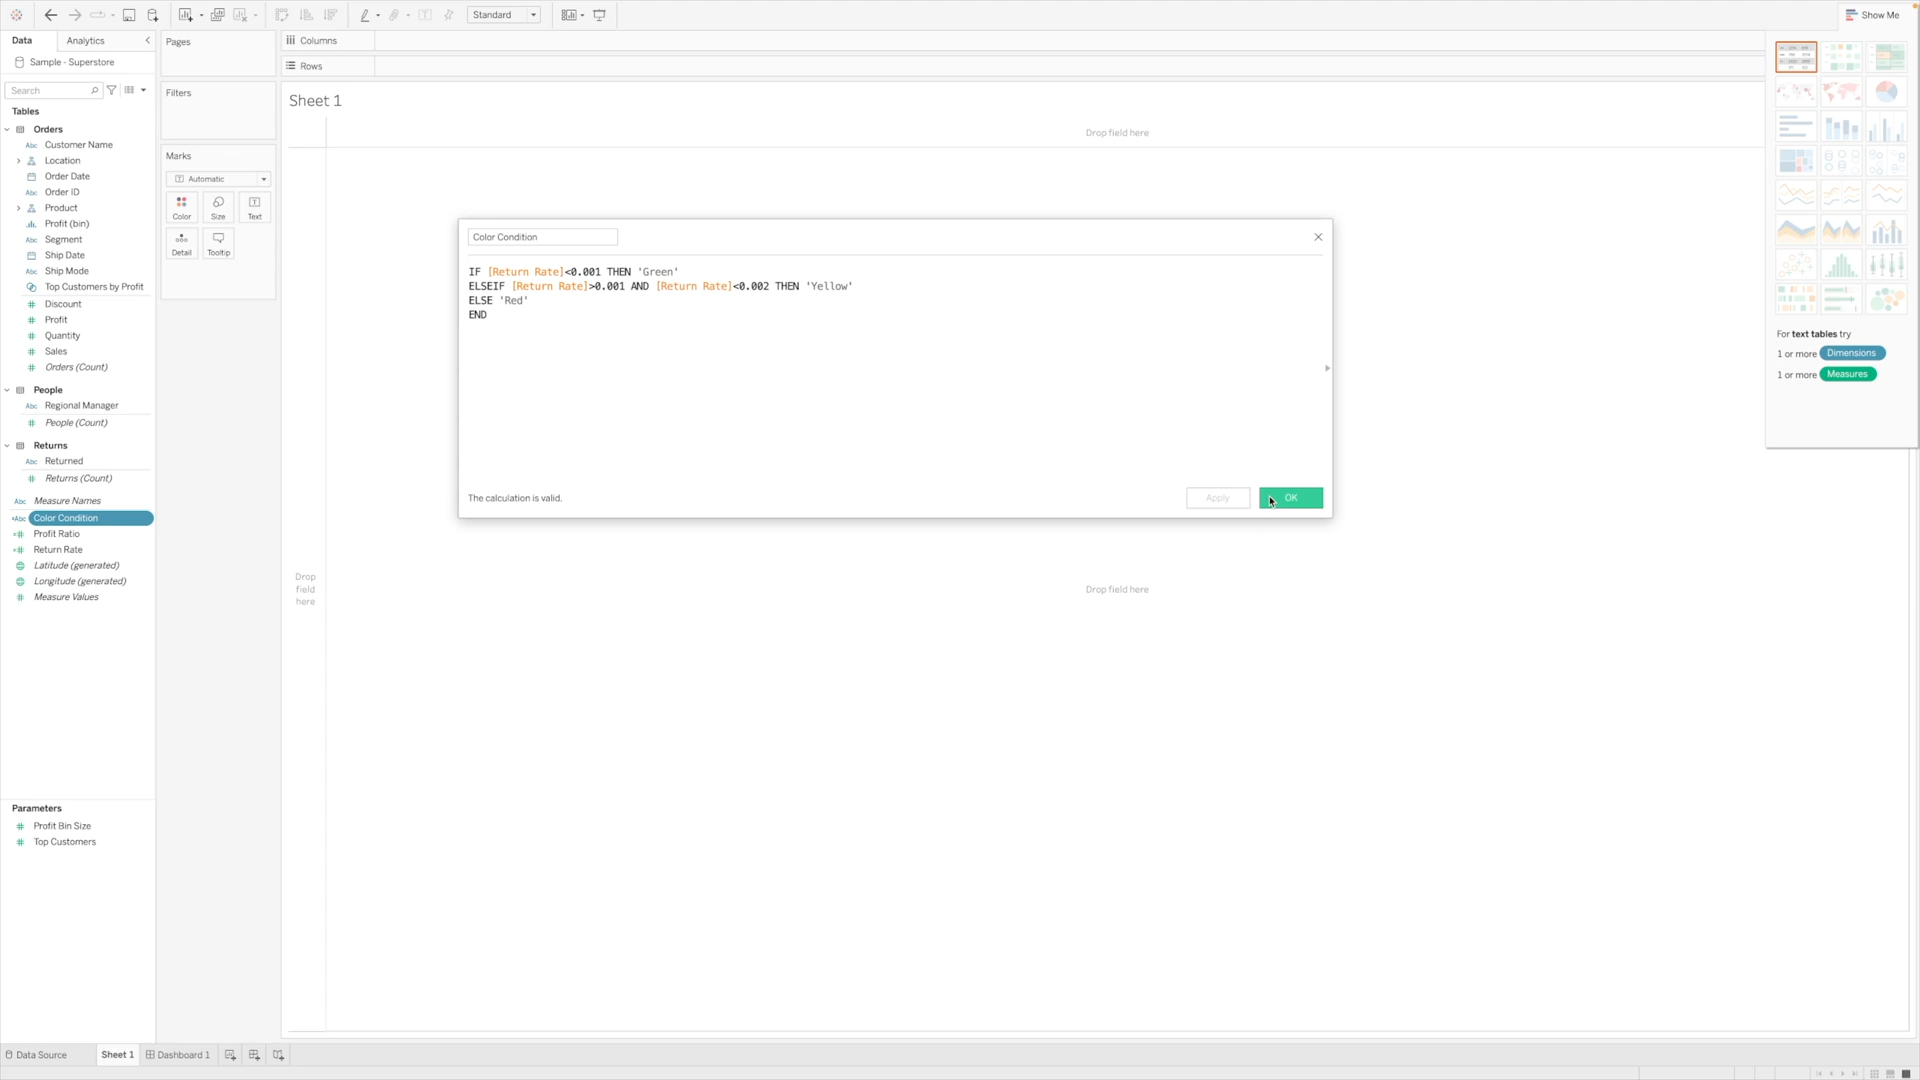 Standard
Show Me
Data
Analytics
Pages
Columns
Sample - Superstore
Rows
Search
Filters
Sheet 1
Tables
Orders
Customer Name
Drop field here
Location
Marks
Order Date
Automatic
Order ID
Product
Color
Size
Text
Profit (bin)
Segment
Detail
Tooltip
Ship Date
Ship Mode
Top Customers by Profit
Discount
Profit
Quantity
Sales
Orders (Count)
People
Regional Manager
People (Count)
Returns
Returned
Returns (Count)
Measure Names
Color Condition
Profit Ratio
Return Rate
Latitude (generated)
Longitude (generated)
Measure Values
Color Condition
IF [Return Rate]<0.001 THEN 'Green'
ELSEIF [Return Rate]>0.001 AND [Return Rate]<0.002 THEN 'Yellow'
ELSE 'Red'
END
The calculation is valid.
Apply
OK
For text tables try
1 or more Dimensions
1 or more Measures
Drop
field
here
Drop field here
Parameters
Profit Bin Size
Top Customers
Data Source
Sheet 1
Dashboard 1